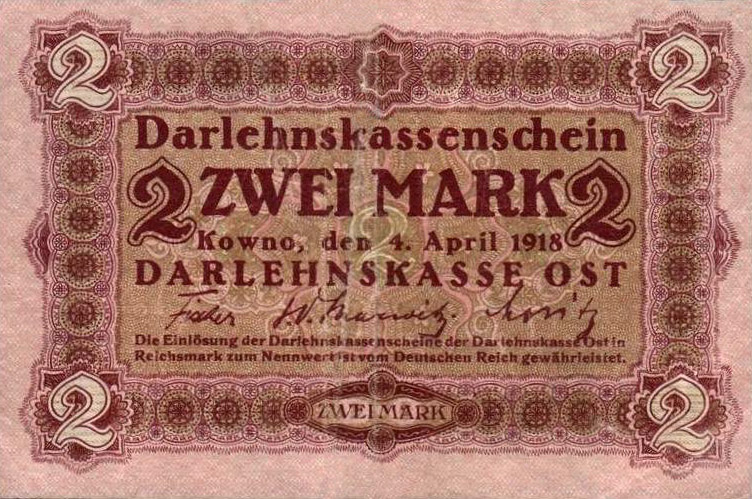 2 2
Darlehnskassenschein
2 ZWEI MARK 2
Kowno, den 4. April 1918
2
DARLEHNSKASSE OST
Die Einlösung der Darlehnskassenscheine der Darlehnskasse Ost in
Reichsmark zum Nennwert ist vom Deutschen Reich gewährleistet.
2 ZWEI MARK 2